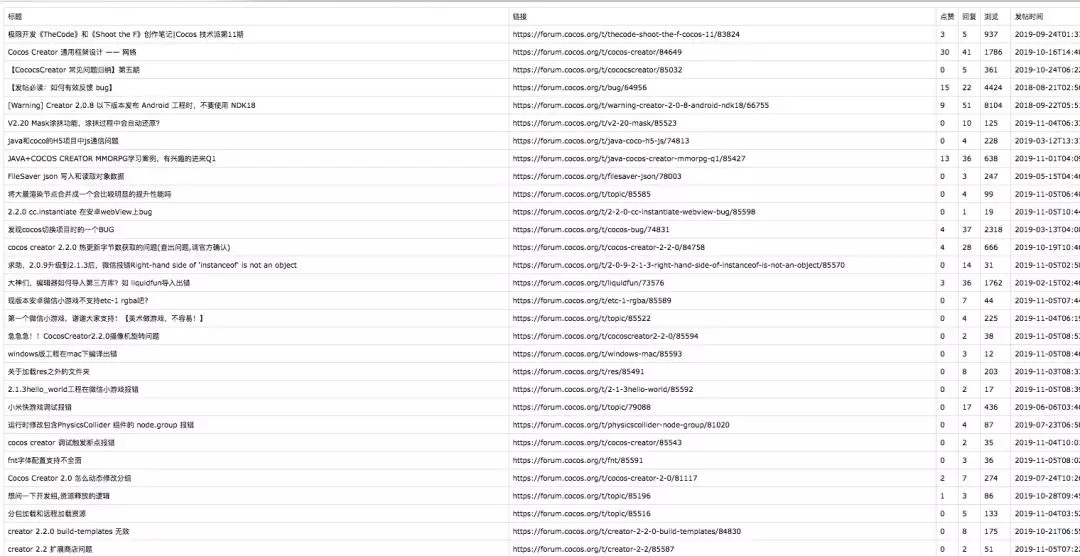 标题 链接 点赞 回复 浏览 发帖时间
极限开发《TheCode》和《Shoot the F》创作笔记|Cocos 技术派第11期 https://forum.cocos.org/t/thecode-shoot-the-f-cocos-11/83824 3 5 937 2019-09-24T01:3
Cocos Creator 通用框架设计 —— 网络 https://forum.cocos.org/t/cocos-creator/84649 30 41 1786 2019-10-16T14:4
【CococsCreator 常见问题归纳】第五期 https://forum.cocos.org/t/cococscreator/85032 0 5 361 2019-10-24T06:2
【发帖必读：如何有效反馈 bug】 https://forum.cocos.org/t/bug/64956 15 22 4424 2018-08-21T02:5
[Warning] Creator 2.0.8 以下版本发布 Android 工程时，不要使用 NDK18 https://forum.cocos.org/t/warning-creator-2-0-8-android-ndk18/66755 9 51 8104 2018-09-22T05:5
V2.20 Mask涂抹功能，涂抹过程中会自动还原? https://forum.cocos.org/t/v2-20-mask/85523 0 10 125 2019-11-04T06:3
java和coco的H5项目中js通信问题 https://forum.cocos.org/t/java-coco-h5-js/74813 0 4 228 2019-03-12T13:3
JAVA+COCOS CREATOR MMORPG学习案例，有兴趣的进来Q1 https://forum.cocos.org/t/java-cocos-creator-mmorpg-q1/85427 13 36 638 2019-11-01T04:0
FileSaver json 写入和读取对象数据 https://forum.cocos.org/t/filesaver-json/78003 0 3 247 2019-05-15T04:4
将大量渲染节点合并成一个会比较明显的提升性能吗 https://forum.cocos.org/t/topic/85585 0 4 99 2019-11-05T06:4
2.2.0 cc.instantiate 在安卓webView上bug https://forum.cocos.org/t/2-2-0-cc-instantiate-webview-bug/85598 0 1 19 2019-11-05T10:4
发现cocos切换项目时的一个BUG https://forum.cocos.org/t/cocos-bug/74831 4 37 2318 2019-03-13T04:0
cocos creator 2.2.0 热更新字节数获取的问题(查出问题,请官方确认) https://forum.cocos.org/t/cocos-creator-2-2-0/84758 4 28 666 2019-10-19T10:4
求助，2.0.9升级到2.1.3后，微信报错Right-hand side of 'instanceof' is not an object https://forum.cocos.org/t/2-0-9-2-1-3-right-hand-side-of-instanceof-is-not-an-object/85570 0 14 31 2019-11-05T02:5
大神们，编辑器如何导入第三方库？如 liquidfun导入出错 https://forum.cocos.org/t/liquidfun/73576 3 36 1762 2019-02-15T02:4
现版本安卓微信小游戏不支持etc-1 rgba吧? https://forum.cocos.org/t/etc-1-rgba/85589 0 7 44 2019-11-05T07:4
第一个微信小游戏，谢谢大家支持！【美术做游戏，不容易！】 https://forum.cocos.org/t/topic/85522 0 4 225 2019-11-04T06:1
急急急！！CocosCreator2.2.0摄像机旋转问题 https://forum.cocos.org/t/cocoscreator2-2-0/85594 0 2 38 2019-11-05T08:5
windows版工程在mac下编译出错 https://forum.cocos.org/t/windows-mac/85593 0 3 12 2019-11-05T08:4
关于加载res之外的文件夹 https://forum.cocos.org/t/res/85491 0 8 203 2019-11-03T08:3
2.1.3hello_world工程在微信小游戏报错 https://forum.cocos.org/t/2-1-3hello-world/85592 0 2 17 2019-11-05T08:3
小米快游戏调试报错 https://forum.cocos.org/t/topic/79088 0 17 436 2019-06-06T03:4
运行时修改包含PhysicsCollider 组件的 node.group 报错 https://forum.cocos.org/t/physicscollider-node-group/81020 0 4 87 2019-07-23T06:5
cocos creator 调试触发断点报错 https://forum.cocos.org/t/cocos-creator/85543 0 2 35 2019-11-04T10:0
fnt字体配置支持不全面 https://forum.cocos.org/t/fnt/85591 0 3 36 2019-11-05T08:0
Cocos Creator 2.0 怎么动态修改分组 https://forum.cocos.org/t/cocos-creator-2-0/81117 2 7 274 2019-07-24T10:2
想问一下开发组,资源释放的逻辑 https://forum.cocos.org/t/topic/85196 1 3 86 2019-10-28T09:4
分包加载和远程加载资源 https://forum.cocos.org/t/topic/85516 0 5 133 2019-11-04T03:5
creator 2.2.0 build-templates 无效 https://forum.cocos.org/t/creator-2-2-0-build-templates/84830 0 8 175 2019-10-21T06:5
creator 2.2 扩展商店问题 https://forum.cocos.org/t/creator-2-2/85587 0 2 51 2019-11-05T07:2